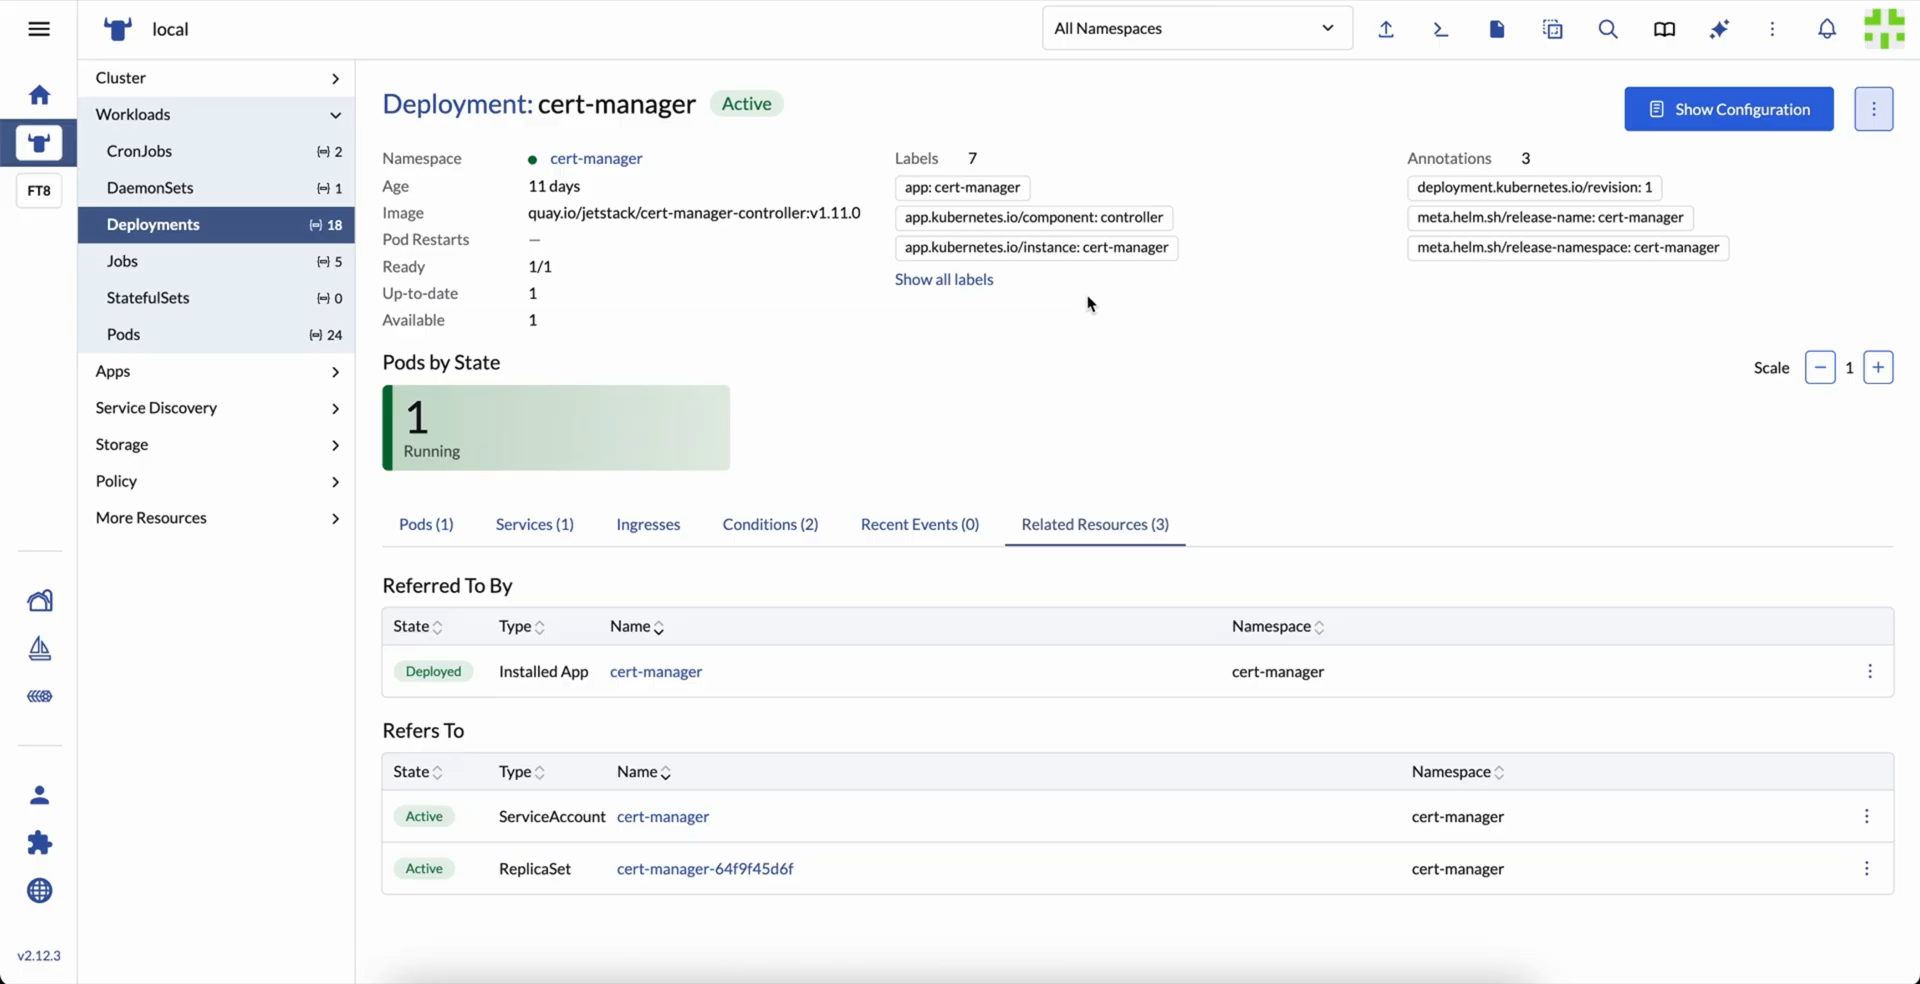 local
All Namespaces
FT8
v2.12.3
Cluster
Workloads
CronJobs 2
DaemonSets 1
Deployments 18
Jobs 5
StatefulSets 0
Pods 24
Apps
Service Discovery
Storage
Policy
More Resources
Deployment: cert-manager Active
Show Configuration
Namespace cert-manager
Age 11 days
Image quay.io/jetstack/cert-manager-controller:v1.11.0
Pod Restarts —
Ready 1/1
Up-to-date 1
Available 1
Labels 7
app: cert-manager
app.kubernetes.io/component: controller
app.kubernetes.io/instance: cert-manager
Show all labels
Annotations 3
deployment.kubernetes.io/revision: 1
meta.helm.sh/release-name: cert-manager
meta.helm.sh/release-namespace: cert-manager
Pods by State
Scale − 1 +
1
Running
Pods (1) Services (1) Ingresses Conditions (2) Recent Events (0) Related Resources (3)
Referred To By
State Type Name Namespace
Deployed Installed App cert-manager cert-manager
Refers To
State Type Name Namespace
Active ServiceAccount cert-manager cert-manager
Active ReplicaSet cert-manager-64f9f45d6f cert-manager